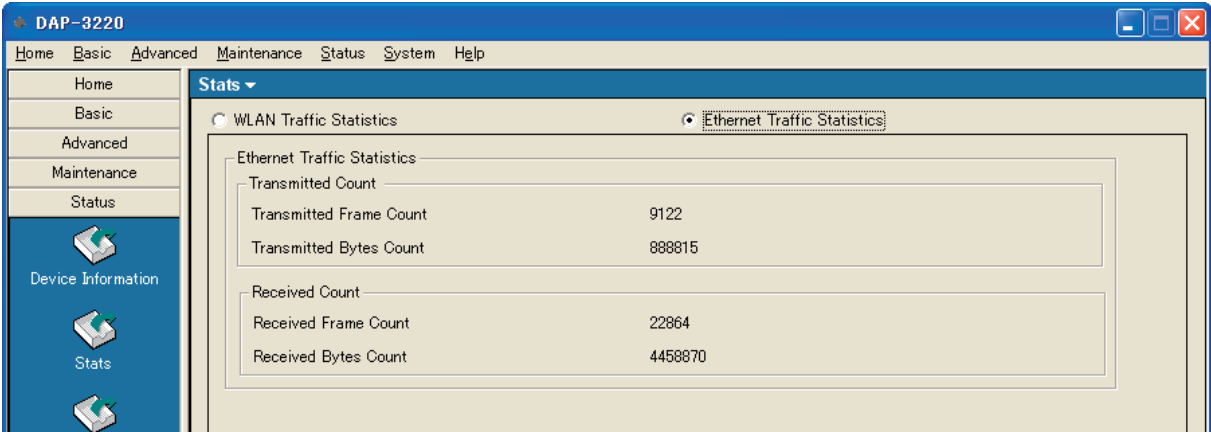 DAP-3220
Home Basic Advanced Maintenance Status System Help
Home
Basic
Advanced
Maintenance
Status
Device Information
Stats
Stats
WLAN Traffic Statistics Ethernet Traffic Statistics
Ethernet Traffic Statistics
Transmitted Count
Transmitted Frame Count 9122
Transmitted Bytes Count 888815
Received Count
Received Frame Count 22864
Received Bytes Count 4458870